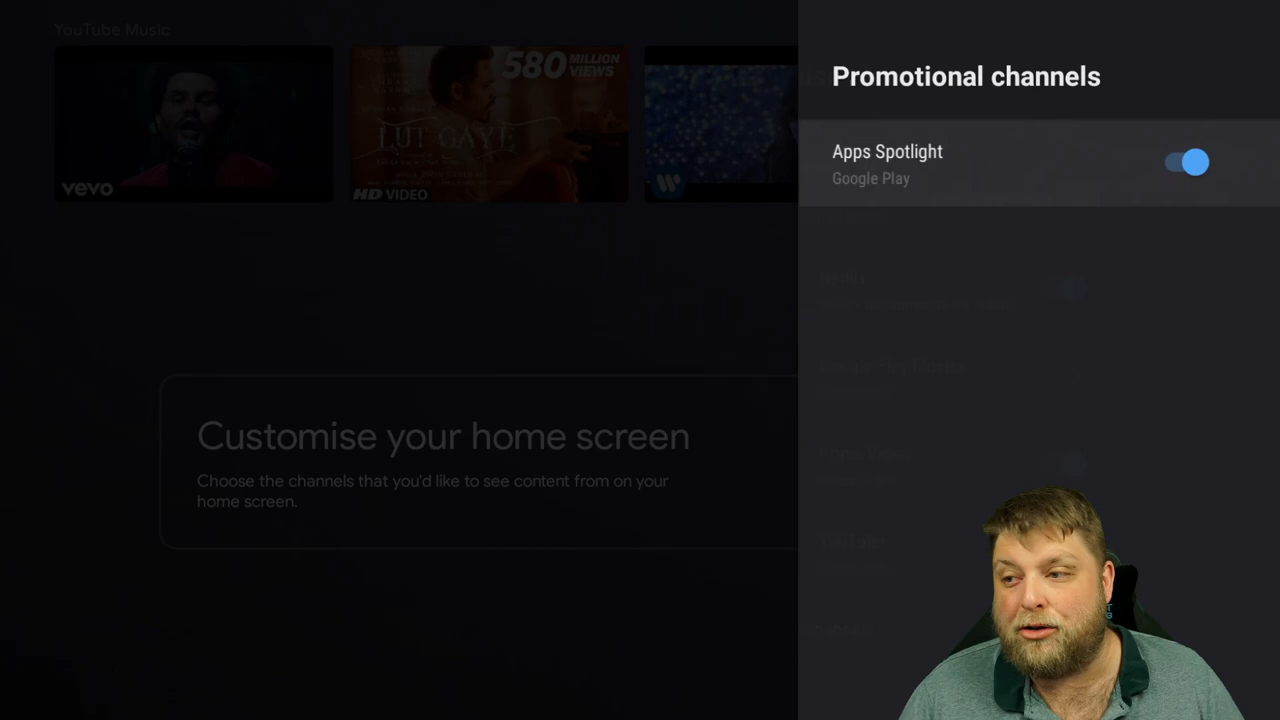 YouTube Music
vevo
580 MILLION
VIEWS
LUT GAYE
HD VIDEO
Promotional channels
Apps Spotlight
Google Play
Customise your home screen
Choose the channels that you'd like to see content from on your
home screen.